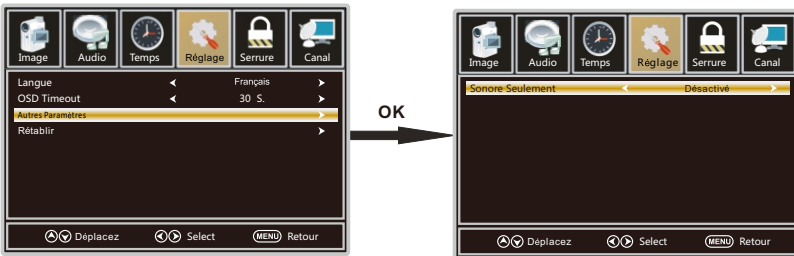 Image Audio Temps Réglage Serrure Canal
Langue Français
OSD Timeout 30 S.
Autres Paramètres
Rétablir
Déplacez Select MENU Retour
OK
Image Audio Temps Réglage Serrure Canal
Sonore Seulement Désactivé
Déplacez Select MENU Retour